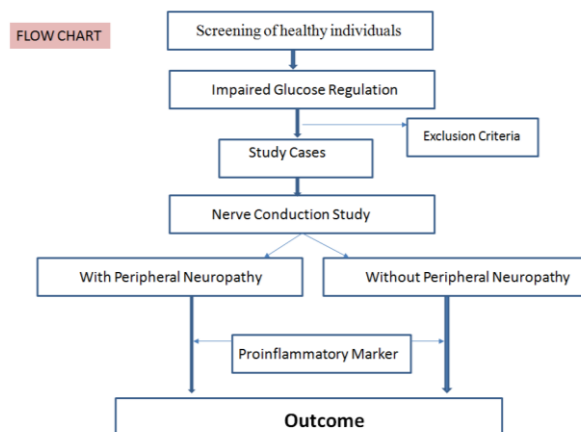 Screening of healthy individuals
FLOW CHART
Impaired Glucose Regulation
Exclusion Criteria
Study Cases
Nerve Conduction Study
With Peripheral Neuropathy
Without Peripheral Neuropathy
Proinflammatory Marker
Outcome